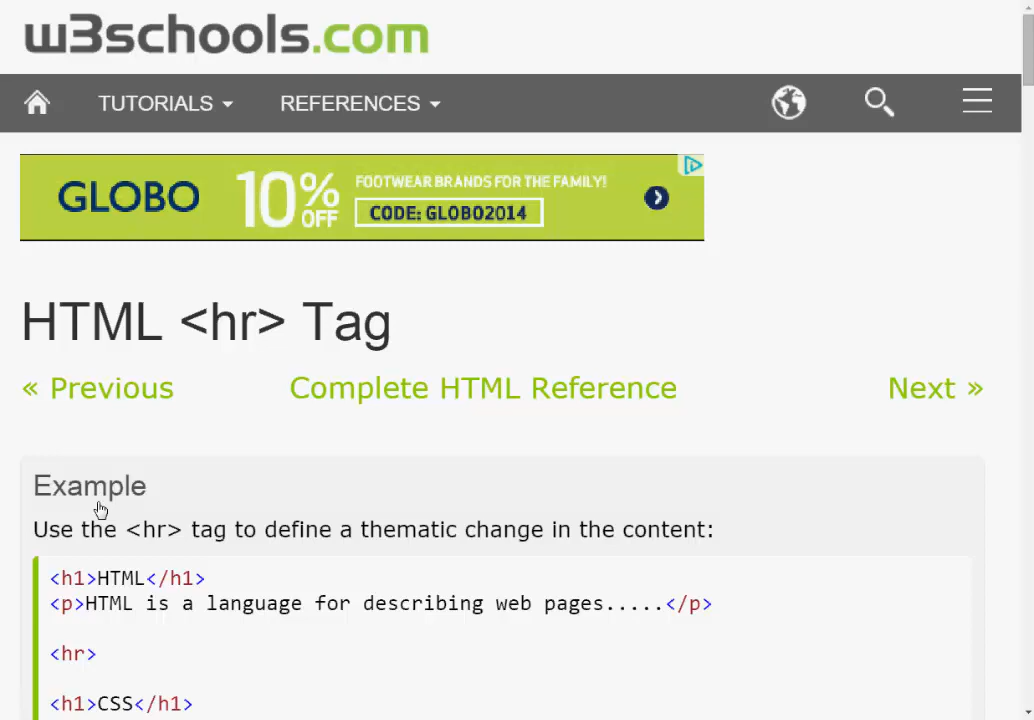 w3schools.com
TUTORIALS REFERENCES
GLOBO 10% OFF FOOTWEAR BRANDS FOR THE FAMILY!
CODE: GLOBO2014
HTML <hr> Tag
« Previous Complete HTML Reference Next »
Example
Use the <hr> tag to define a thematic change in the content:
<h1>HTML</h1>
<p>HTML is a language for describing web pages.....</p>
<hr>
<h1>CSS</h1>